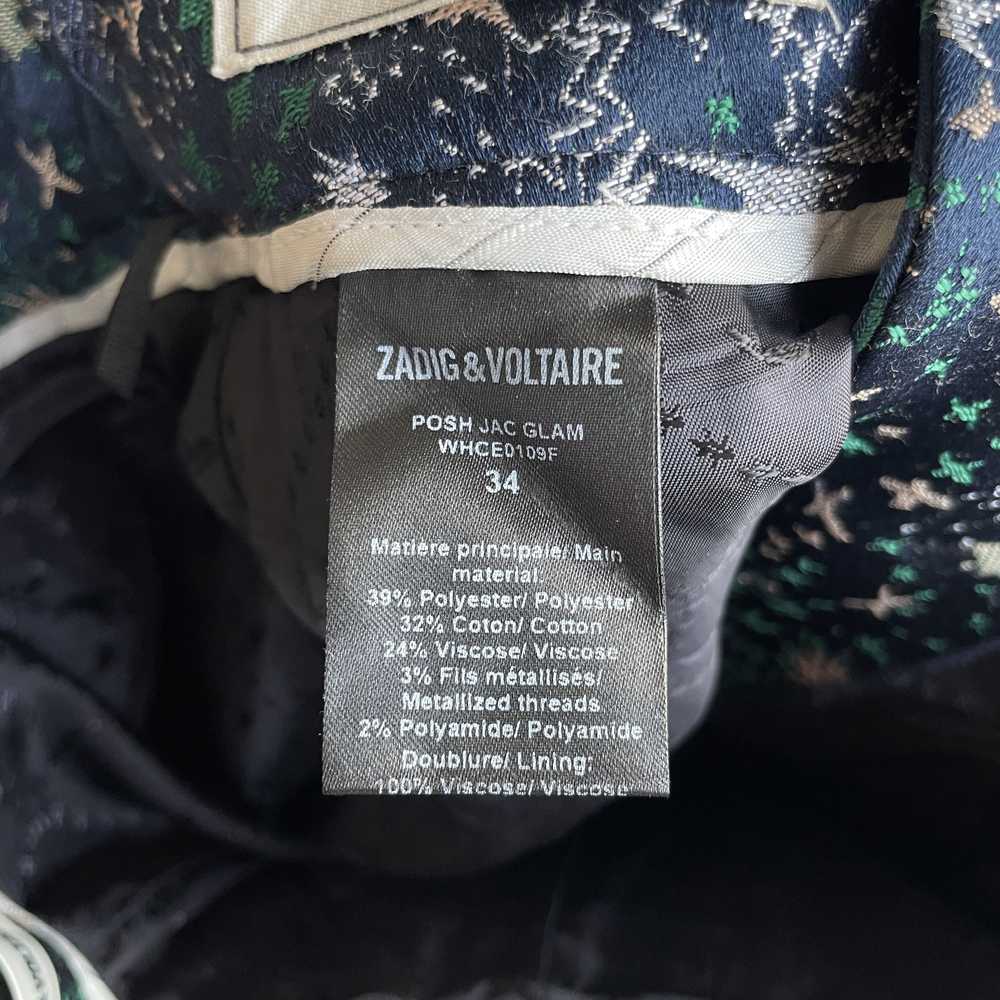 ZADIG&VOLTAIRE
POSH JAC GLAM
WHCE0109F
34
Matière principale/ Main
material:
39% Polyester/ Polyester
32% Coton/ Cotton
24% Viscose/ Viscose
3% Fils métallisés/
Metallized threads
2% Polyamide/ Polyamide
Doublure/ Lining:
100% Viscose/ Viscose